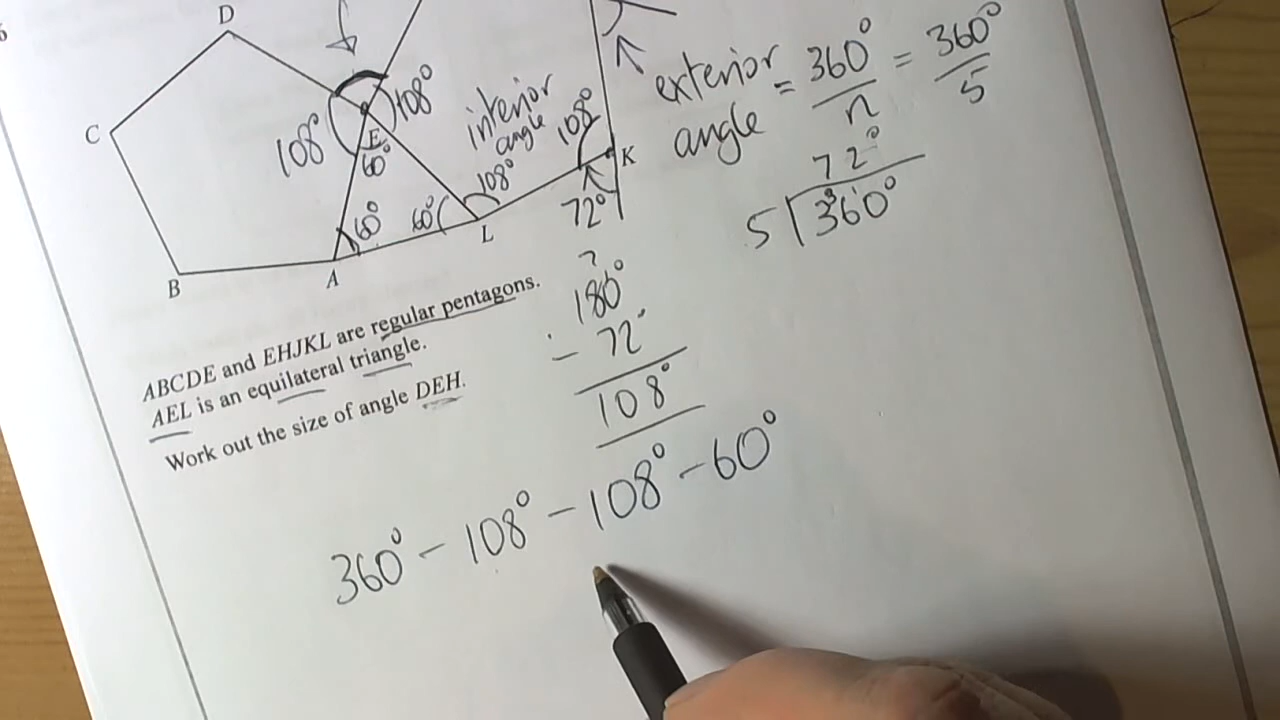 6
D
C
B
A
E
L
K
108°
108°
60°
60°
60°
interior
angle
108°
108°
72°
exterior
angle = 360° / n = 360° / 5
72°
5 360°
ABCDE and EHJKL are regular pentagons.
AEL is an equilateral triangle.
Work out the size of angle DEH.
7
180°
- 72°
108°
360° - 108° - 108° - 60°